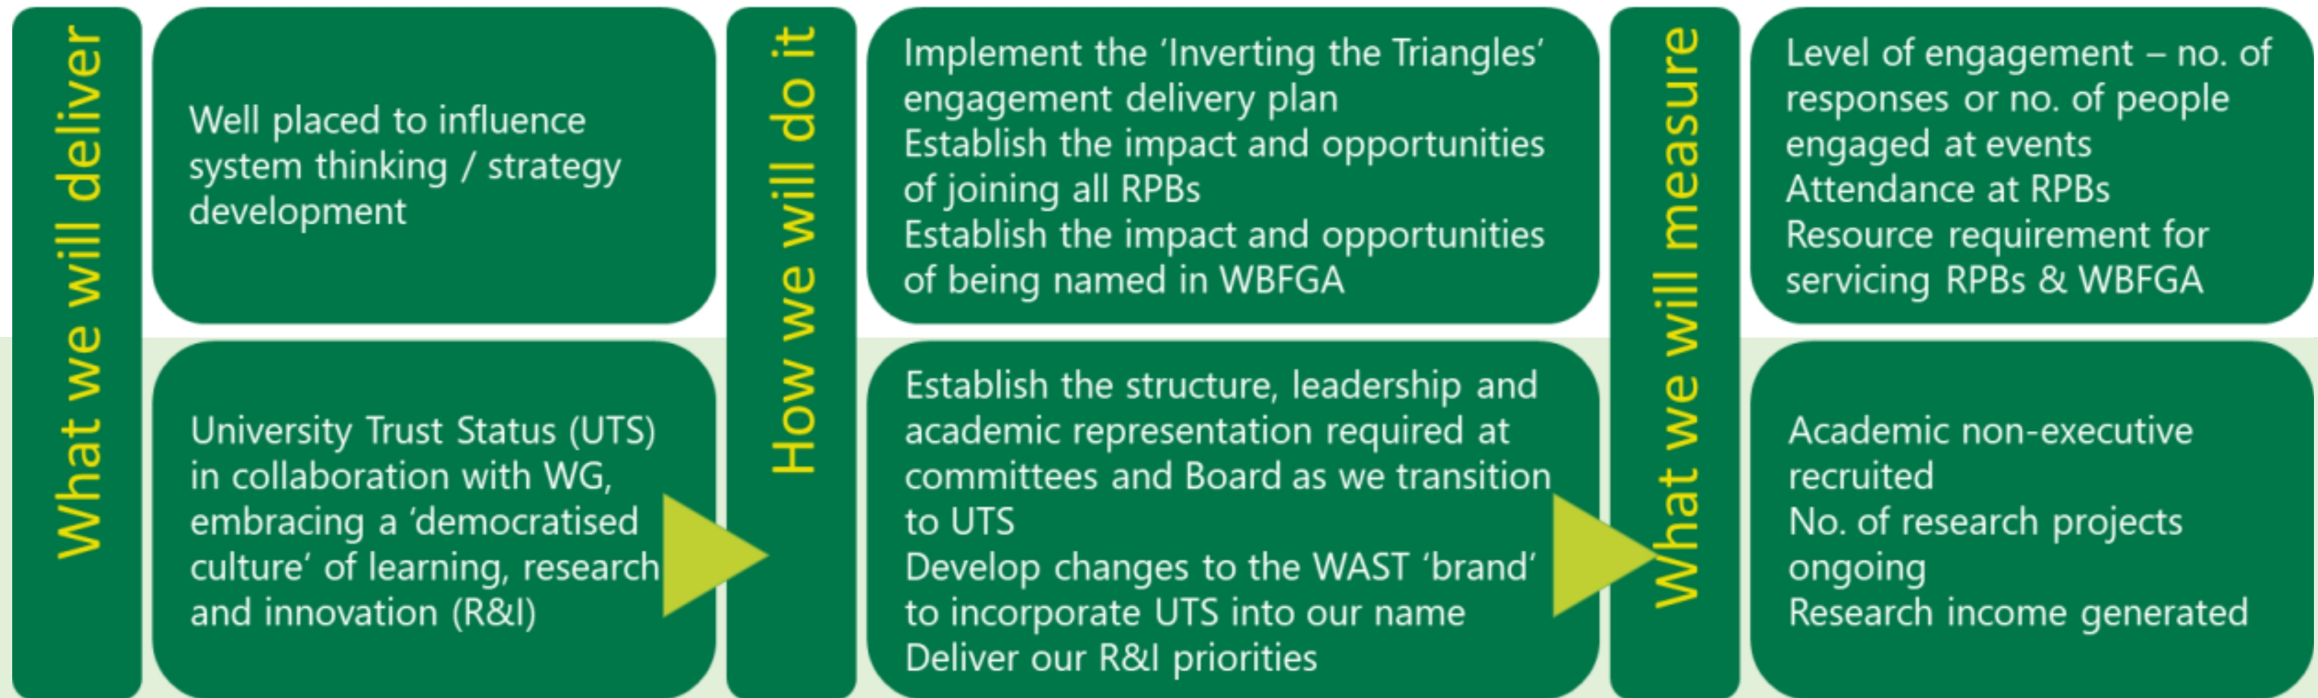 What we will deliver
Well placed to influence
system thinking / strategy
development
University Trust Status (UTS)
in collaboration with WG,
embracing a ‘democratised
culture’ of learning, research
and innovation (R&I)
How we will do it
Implement the ‘Inverting the Triangles’
engagement delivery plan
Establish the impact and opportunities
of joining all RPBs
Establish the impact and opportunities
of being named in WBFGA
Establish the structure, leadership and
academic representation required at
committees and Board as we transition
to UTS
Develop changes to the WAST ‘brand’
to incorporate UTS into our name
Deliver our R&I priorities
What we will measure
Level of engagement – no. of
responses or no. of people
engaged at events
Attendance at RPBs
Resource requirement for
servicing RPBs & WBFGA
Academic non-executive
recruited
No. of research projects
ongoing
Research income generated